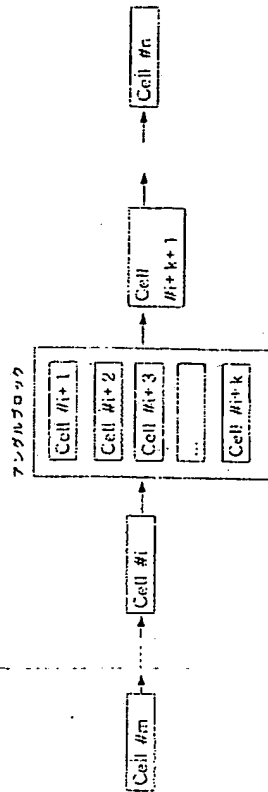 Cell #m
Cell #i
アングルブロック
Cell #i+1
Cell #i+2
Cell #i+3
...
Cell #i+k
Cell
#i+k+1
Cell #n